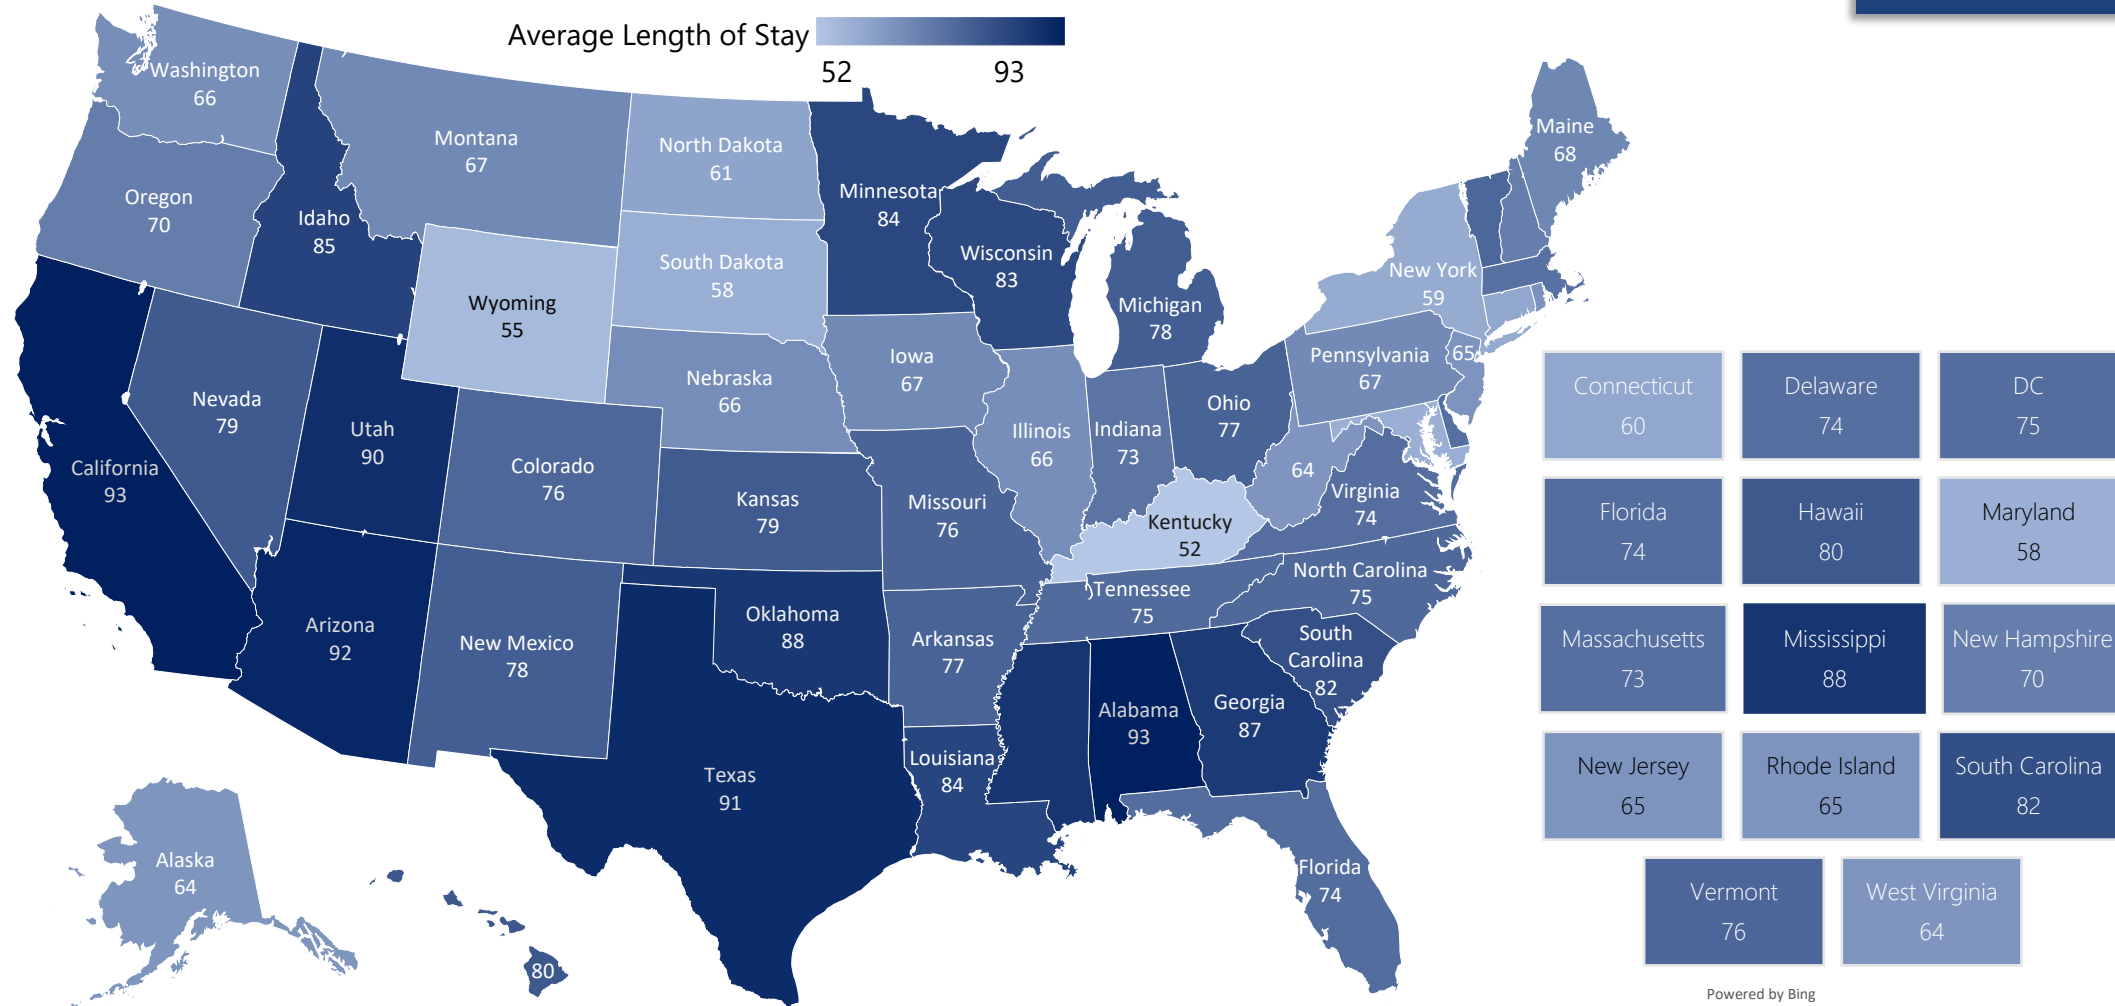 Average Length of Stay
52 93
Washington
66
Oregon
70
Idaho
85
Montana
67
North Dakota
61
South Dakota
58
Wyoming
55
Minnesota
84
Wisconsin
83
Michigan
78
Maine
68
New York
59
Pennsylvania
67
65
Nebraska
66
Iowa
67
Illinois
66
Indiana
73
Ohio
77
64
Virginia
74
Kentucky
52
California
93
Nevada
79
Utah
90
Colorado
76
Kansas
79
Missouri
76
Tennessee
75
North Carolina
75
South
Carolina
82
Arizona
92
New Mexico
78
Oklahoma
88
Arkansas
77
Texas
91
Louisiana
84
Alabama
93
Georgia
87
Florida
74
Alaska
64
80
Connecticut
60
Delaware
74
DC
75
Florida
74
Hawaii
80
Maryland
58
Massachusetts
73
Mississippi
88
New Hampshire
70
New Jersey
65
Rhode Island
65
South Carolina
82
Vermont
76
West Virginia
64
Powered by Bing